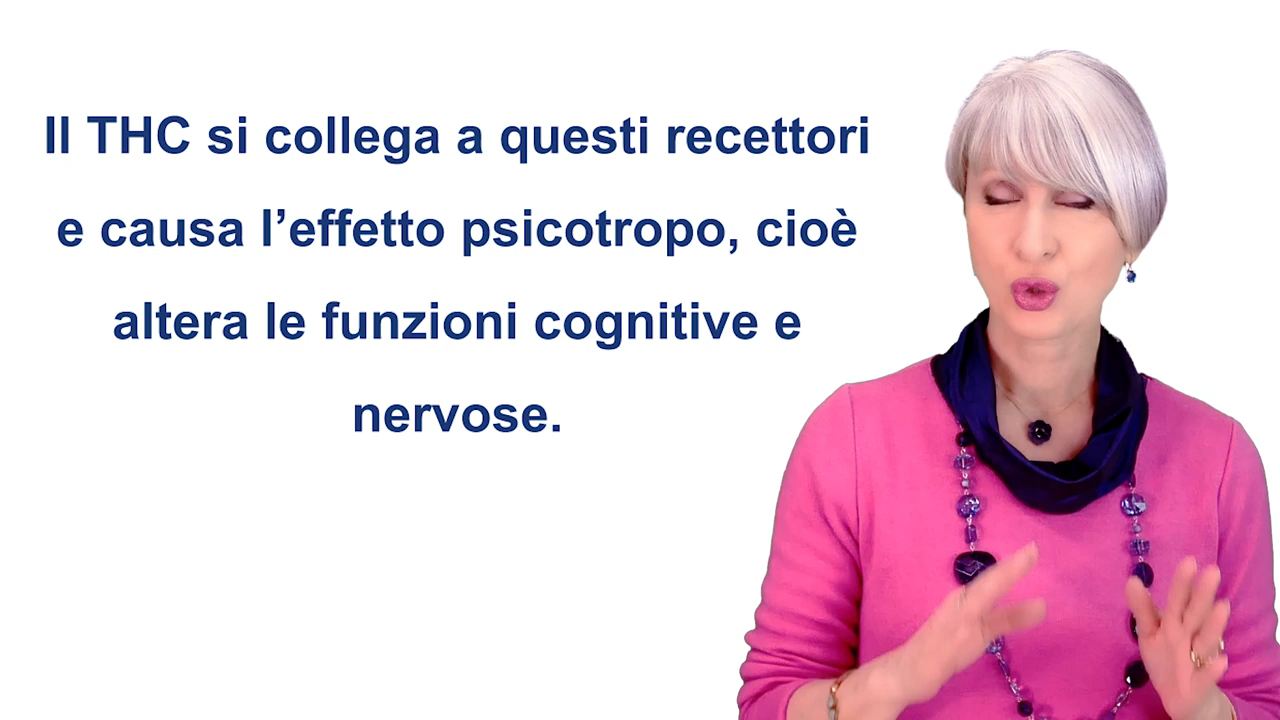 Il THC si collega a questi recettori
e causa l’effetto psicotropo, cioè
altera le funzioni cognitive e
nervose.